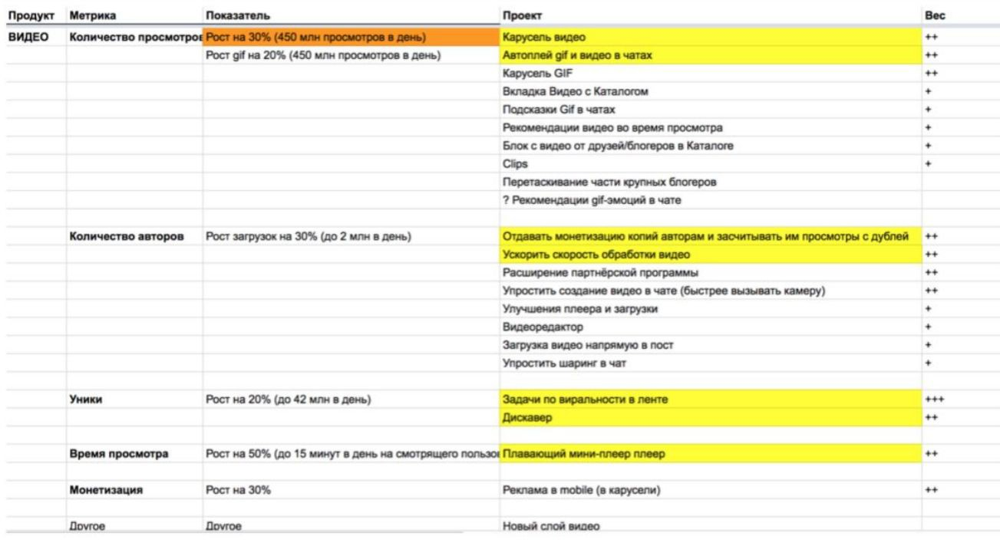 Продукт Метрика Показатель Проект Вес
ВИДЕО Количество просмотров Рост на 30% (450 млн просмотров в день) Карусель видео ++
Рост gif на 20% (450 млн просмотров в день) Автоплей gif и видео в чатах ++
Карусель GIF ++
Вкладка Видео с Каталогом +
Подсказки Gif в чатах +
Рекомендации видео во время просмотра +
Блок с видео от друзей/блогеров в Каталоге +
Clips +
Перетаскивание части крупных блогеров
? Рекомендации gif-эмоций в чате
Количество авторов Рост загрузок на 30% (до 2 млн в день) Отдавать монетизацию копий авторам и засчитывать им просмотры с дублей ++
Ускорить скорость обработки видео ++
Расширение партнёрской программы ++
Упростить создание видео в чате (быстрее вызывать камеру) ++
Улучшения плеера и загрузки +
Видеоредактор +
Загрузка видео напрямую в пост +
Упростить шаринг в чат +
Уники Рост на 20% (до 42 млн в день) Задачи по виральности в ленте +++
Дискавер ++
Время просмотра Рост на 50% (до 15 минут в день на смотрящего пользо Плавающий мини-плеер плеер ++
Монетизация Рост на 30% Реклама в mobile (в карусели) ++
Другое Другое Новый слой видео